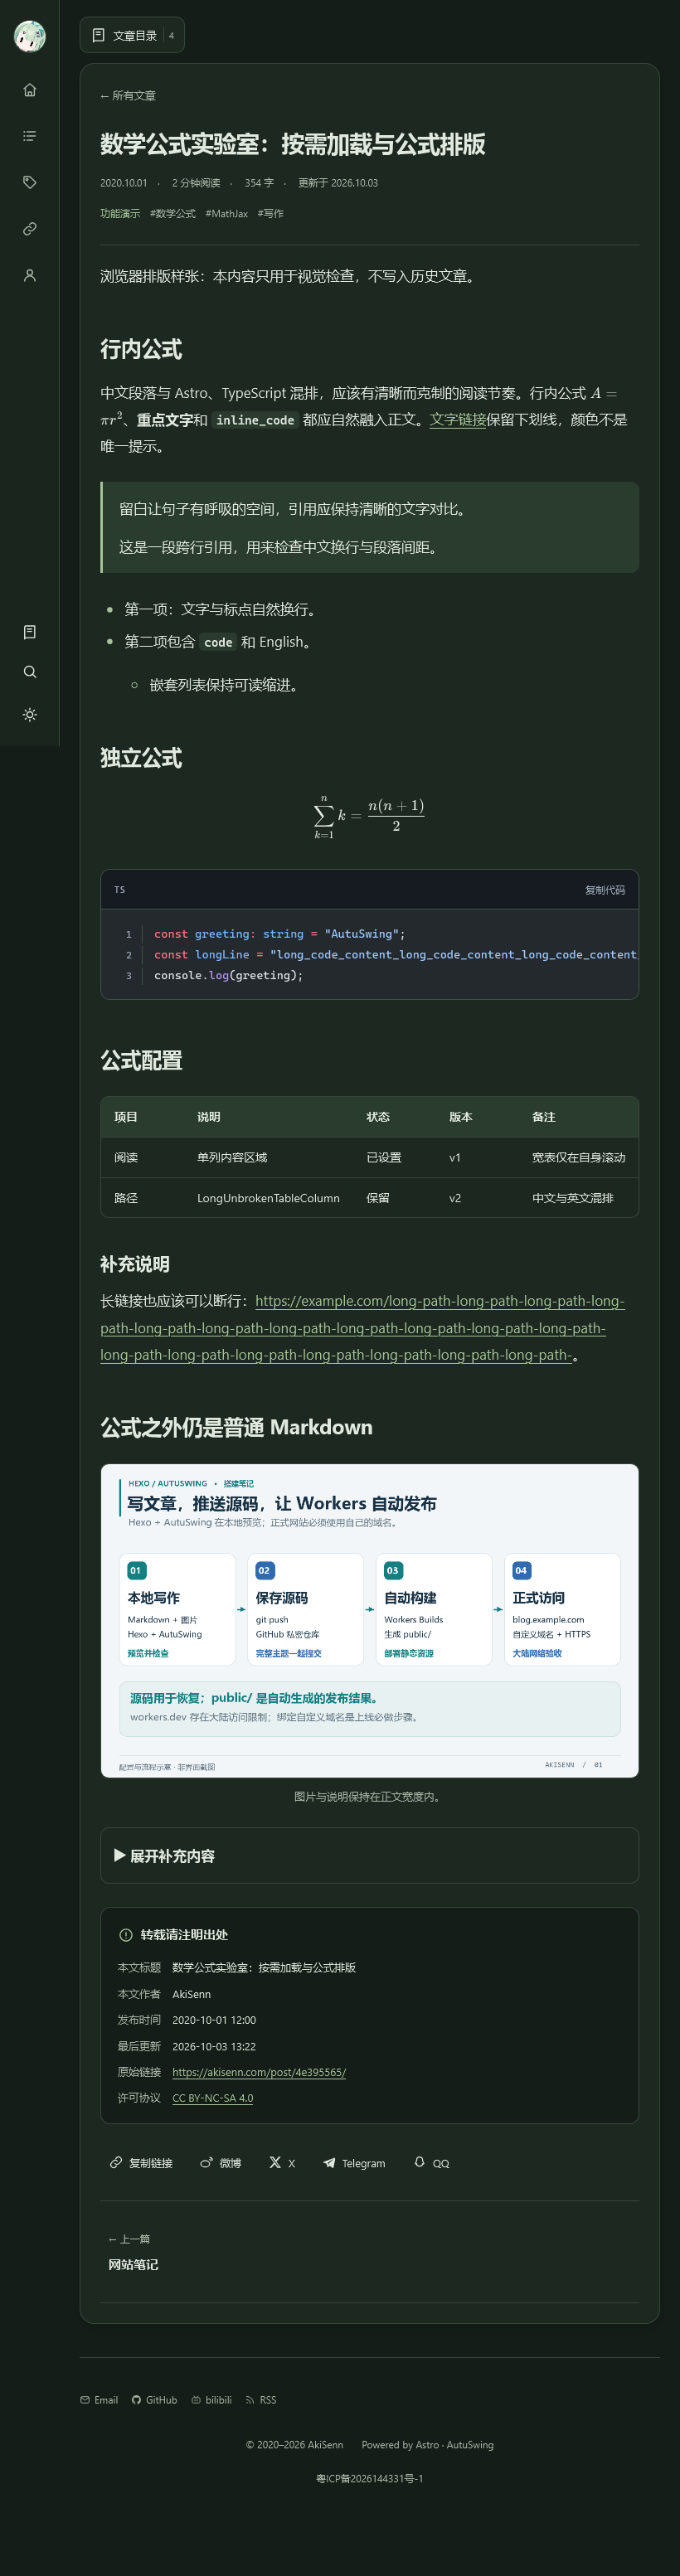 文章目录 4
← 所有文章
数学公式实验室：按需加载与公式排版
2020.10.01 · 2 分钟阅读 · 354 字 · 更新于 2026.10.03
功能演示 #数学公式 #MathJax #写作
浏览器排版样张：本内容只用于视觉检查，不写入历史文章。
行内公式
中文段落与 Astro、TypeScript 混排，应该有清晰而克制的阅读节奏。行内公式 A =
πr²、重点文字和 inline_code 都应自然融入正文。文字链接保留下划线，颜色不是
唯一提示。
留白让句子有呼吸的空间，引用应保持清晰的文字对比。
这是一段跨行引用，用来检查中文换行与段落间距。
第一项：文字与标点自然换行。
第二项包含 code 和 English。
嵌套列表保持可读缩进。
独立公式
∑_{k=1}^{n} k = n(n + 1) / 2
TS 复制代码
1 const greeting: string = "AutuSwing";
2 const longLine = "long_code_content_long_code_content_long_code_content_
3 console.log(greeting);
公式配置
项目 说明 状态 版本 备注
阅读 单列内容区域 已设置 v1 宽表仅在自身滚动
路径 LongUnbrokenTableColumn 保留 v2 中文与英文混排
补充说明
长链接也应该可以断行：https://example.com/long-path-long-path-long-path-long-
path-long-path-long-path-long-path-long-path-long-path-long-path-long-path-
long-path-long-path-long-path-long-path-long-path-long-path-long-path-。
公式之外仍是普通 Markdown
HEXO / AUTUSWING • 搭建笔记
写文章，推送源码，让 Workers 自动发布
Hexo + AutuSwing 在本地预览；正式网站必须使用自己的域名。
01 02 03 04
本地写作 保存源码 自动构建 正式访问
Markdown + 图片 git push Workers Builds blog.example.com
Hexo + AutuSwing GitHub 私密仓库 生成 public/ 自定义域名 + HTTPS
预览并检查 完整主题一起提交 部署静态资源 大陆网络验收
源码用于恢复；public/ 是自动生成的发布结果。
workers.dev 存在大陆访问限制；绑定自定义域名是上线必做步骤。
配置与流程示意 · 非界面截图 AKISENN / 01
图片与说明保持在正文宽度内。
▶ 展开补充内容
转载请注明出处
本文标题 数学公式实验室：按需加载与公式排版
本文作者 AkiSenn
发布时间 2020-10-01 12:00
最后更新 2026-10-03 13:22
原始链接 https://akisenn.com/post/4e395565/
许可协议 CC BY-NC-SA 4.0
复制链接 微博 X Telegram QQ
← 上一篇
网站笔记
Email GitHub bilibili RSS
© 2020–2026 AkiSenn Powered by Astro · AutuSwing
粤ICP备2026144331号-1